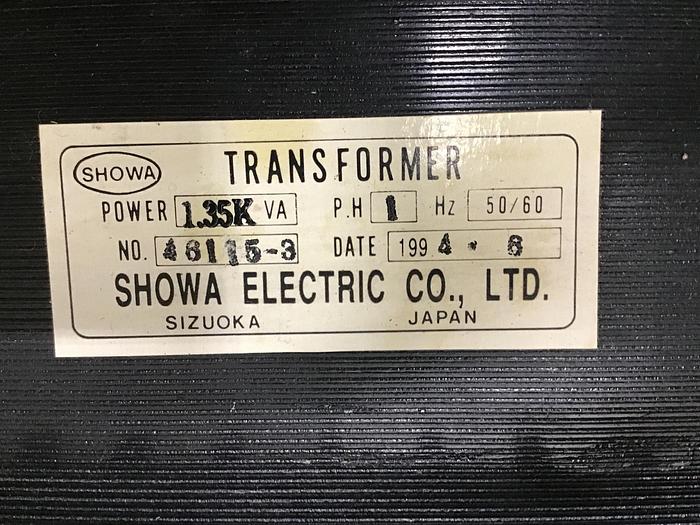 SHOWA TRANSFORMER
POWER 1.35K VA P.H 1 Hz 50/60
NO. 46115-3 DATE 1994.6
SHOWA ELECTRIC CO., LTD.
SIZUOKA JAPAN